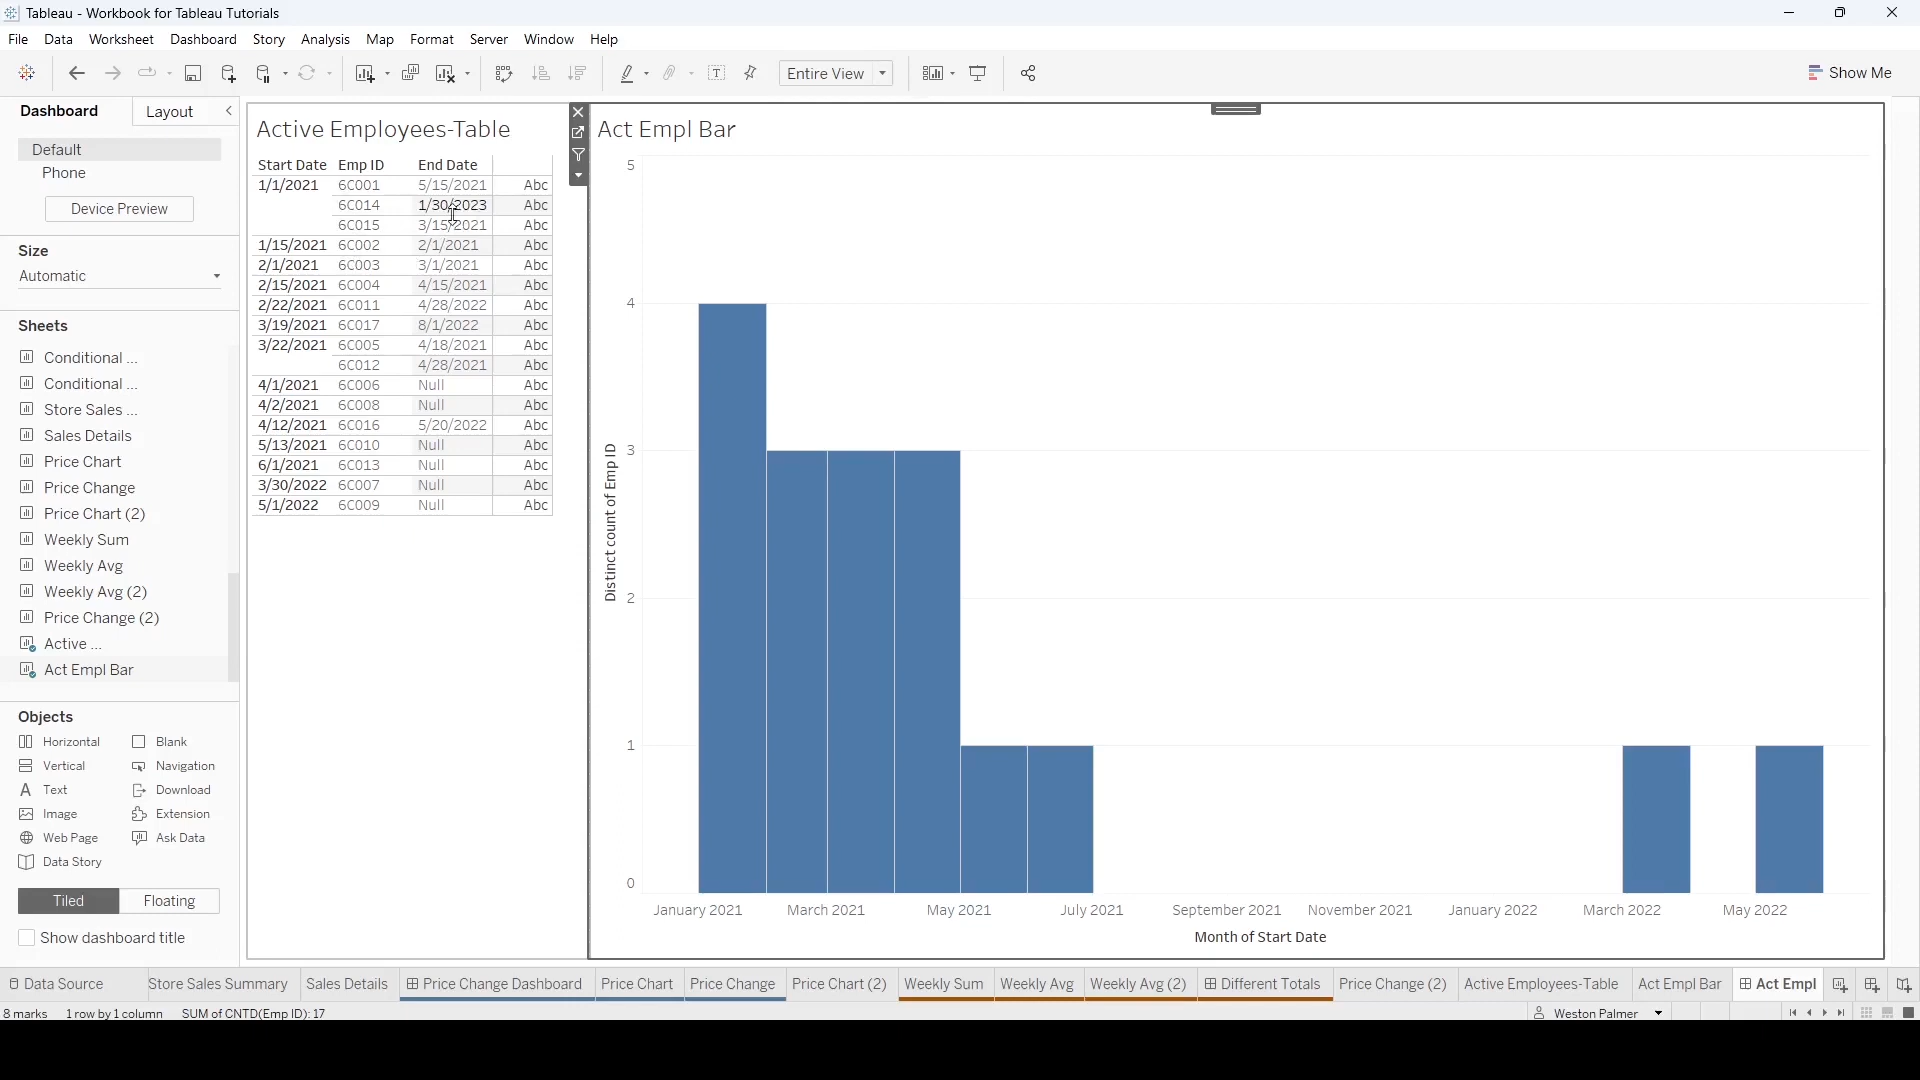 Tableau - Workbook for Tableau Tutorials
File Data Worksheet Dashboard Story Analysis Map Format Server Window Help
Entire View
Show Me
Dashboard Layout
Default
Phone
Device Preview
Size
Automatic
Sheets
Conditional ...
Conditional ...
Store Sales ...
Sales Details
Price Chart
Price Change
Price Chart (2)
Weekly Sum
Weekly Avg
Weekly Avg (2)
Price Change (2)
Active ...
Act Empl Bar
Objects
Horizontal Blank
Vertical Navigation
Text Download
Image Extension
Web Page Ask Data
Data Story
Tiled Floating
Show dashboard title
Active Employees-Table
Start Date Emp ID End Date
1/1/2021 6C001 5/15/2021 Abc
6C014 1/30/2023 Abc
6C015 3/15/2021 Abc
1/15/2021 6C002 2/1/2021 Abc
2/1/2021 6C003 3/1/2021 Abc
2/15/2021 6C004 4/15/2021 Abc
2/22/2021 6C011 4/28/2022 Abc
3/19/2021 6C017 8/1/2022 Abc
3/22/2021 6C005 4/18/2021 Abc
6C012 4/28/2021 Abc
4/1/2021 6C006 Null Abc
4/2/2021 6C008 Null Abc
4/12/2021 6C016 5/20/2022 Abc
5/13/2021 6C010 Null Abc
6/1/2021 6C013 Null Abc
3/30/2022 6C007 Null Abc
5/1/2022 6C009 Null Abc
Act Empl Bar
5
4
3
2
1
0
Distinct count of Emp ID
January 2021 March 2021 May 2021 July 2021 September 2021 November 2021 January 2022 March 2022 May 2022
Month of Start Date
Data Source Store Sales Summary Sales Details Price Change Dashboard Price Chart Price Change Price Chart (2) Weekly Sum Weekly Avg Weekly Avg (2) Different Totals Price Change (2) Active Employees-Table Act Empl Bar Act Empl
8 marks 1 row by 1 column SUM of CNTD(Emp ID): 17 Weston Palmer